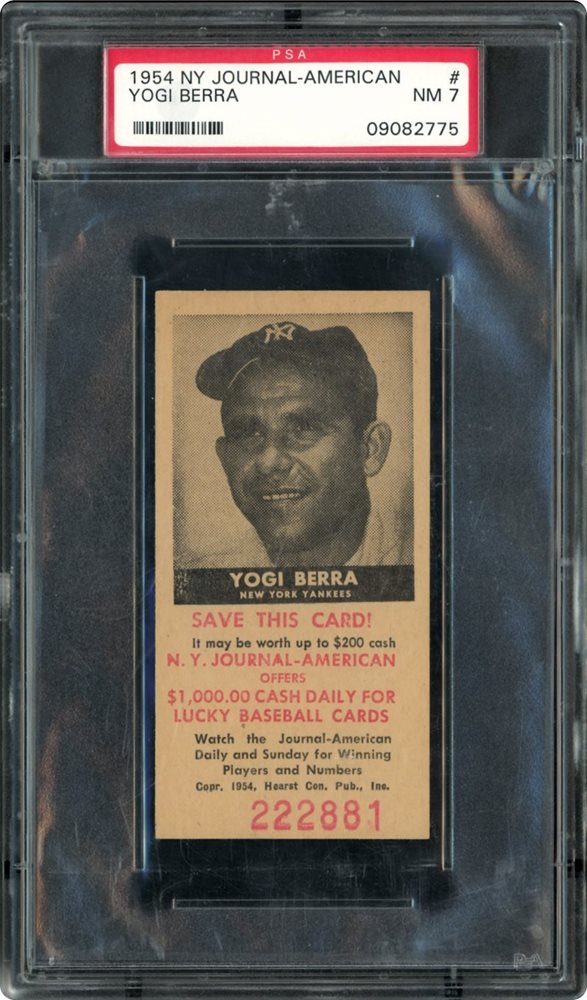 PSA
1954 NY JOURNAL-AMERICAN #
YOGI BERRA NM 7
09082775
NY
YOGI BERRA
NEW YORK YANKEES
SAVE THIS CARD!
It may be worth up to $200 cash
N. Y. JOURNAL-AMERICAN
OFFERS
$1,000.00 CASH DAILY FOR
LUCKY BASEBALL CARDS
Watch the Journal-American
Daily and Sunday for Winning
Players and Numbers
Copr. 1954, Hearst Con. Pub., Inc.
222881
PSA